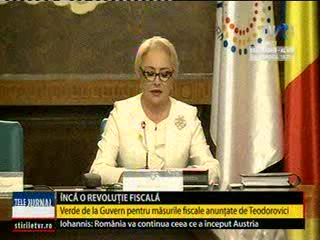 TELE
JURNAL
ÎNCĂ O REVOLUȚIE FISCALĂ
Verde de la Guvern pentru măsurile fiscale anunțate de Teodorovici
stiriletvr.ro
Iohannis: România va continua ceea ce a început Austria